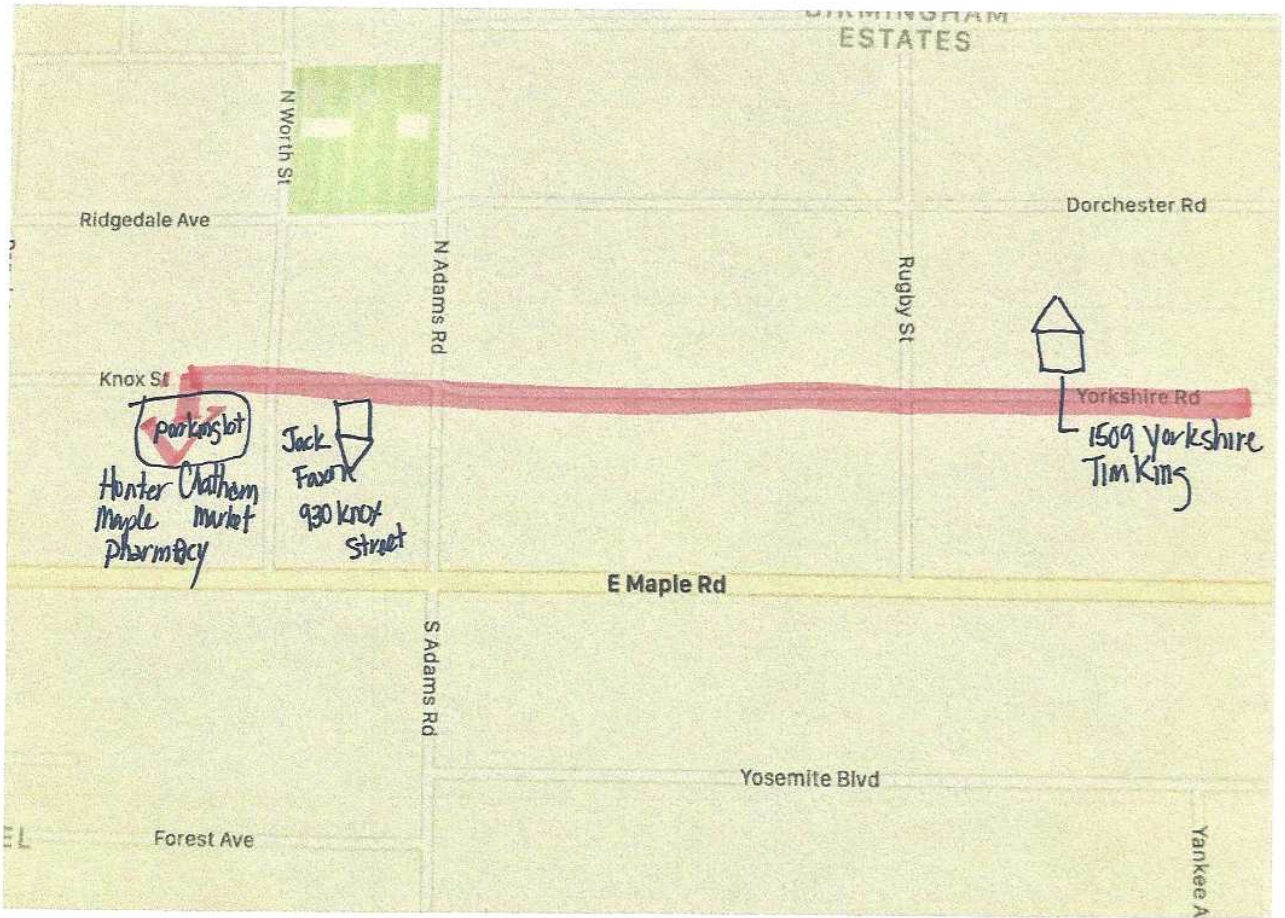 BIRMINGHAM
ESTATES
N Worth St
Ridgedale Ave
Dorchester Rd
N Adams Rd
Rugby St
Knox St
Yorkshire Rd
parking lot
Hunter Chatham
Maple Market
pharmacy
Jack
Faxon
930 Knox
Street
1509 Yorkshire
Tim King
E Maple Rd
S Adams Rd
Yosemite Blvd
EL
Forest Ave
Yankee A